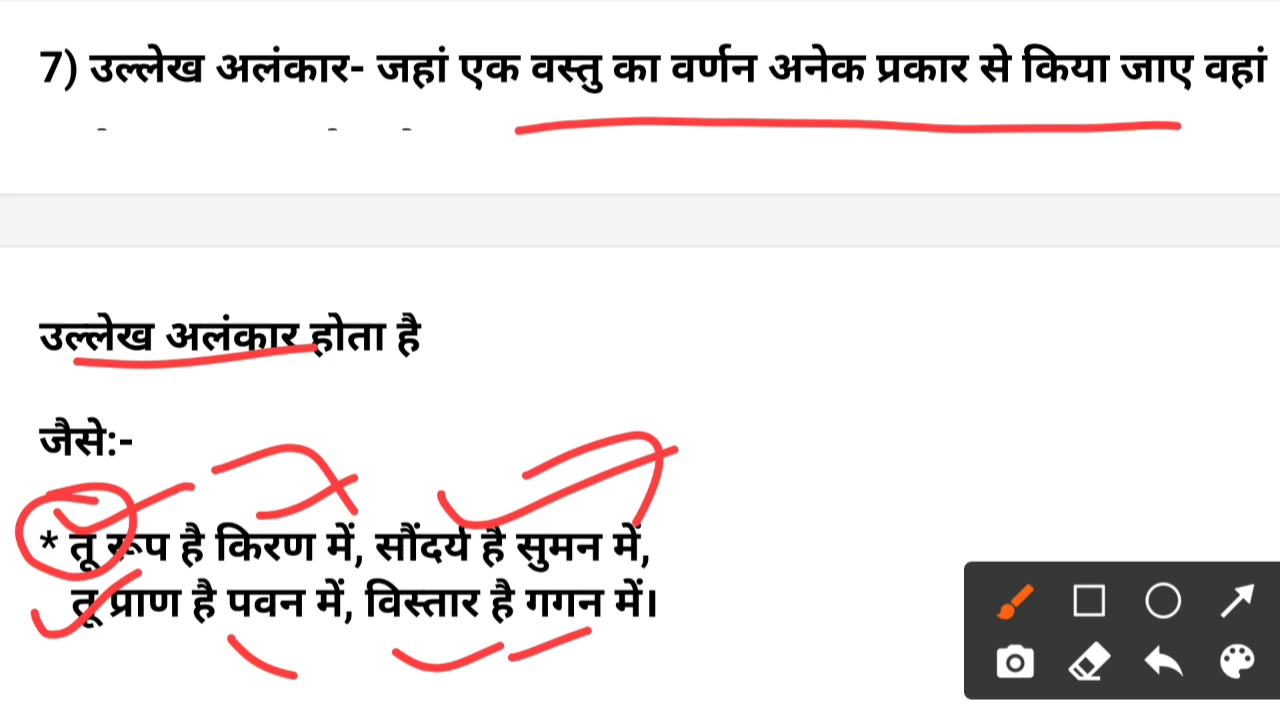 7) उल्लेख अलंकार- जहां एक वस्तु का वर्णन अनेक प्रकार से किया जाए वहां
उल्लेख अलंकार होता है
जैसे:-
* तू रूप है किरण में, सौंदर्य है सुमन में,
तू प्राण है पवन में, विस्तार है गगन में।